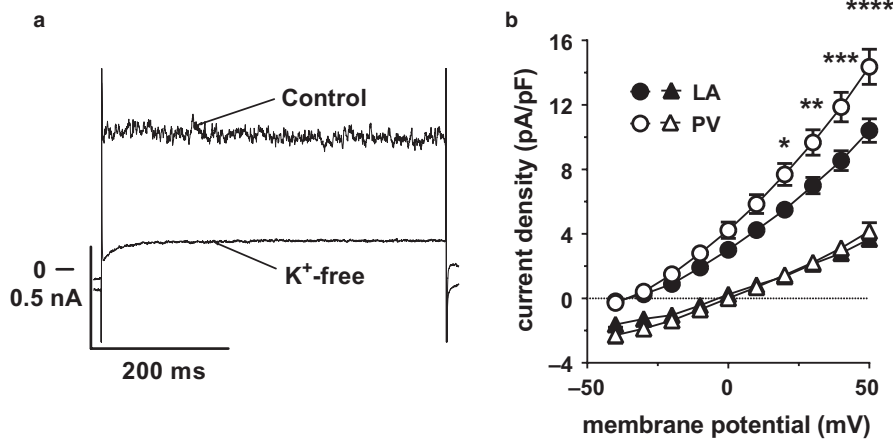 a
Control
K⁺-free
0 –
0.5 nA
200 ms
b
****
***
**
*
LA
PV
16
12
8
4
0
–4
–50
0
50
current density (pA/pF)
membrane potential (mV)